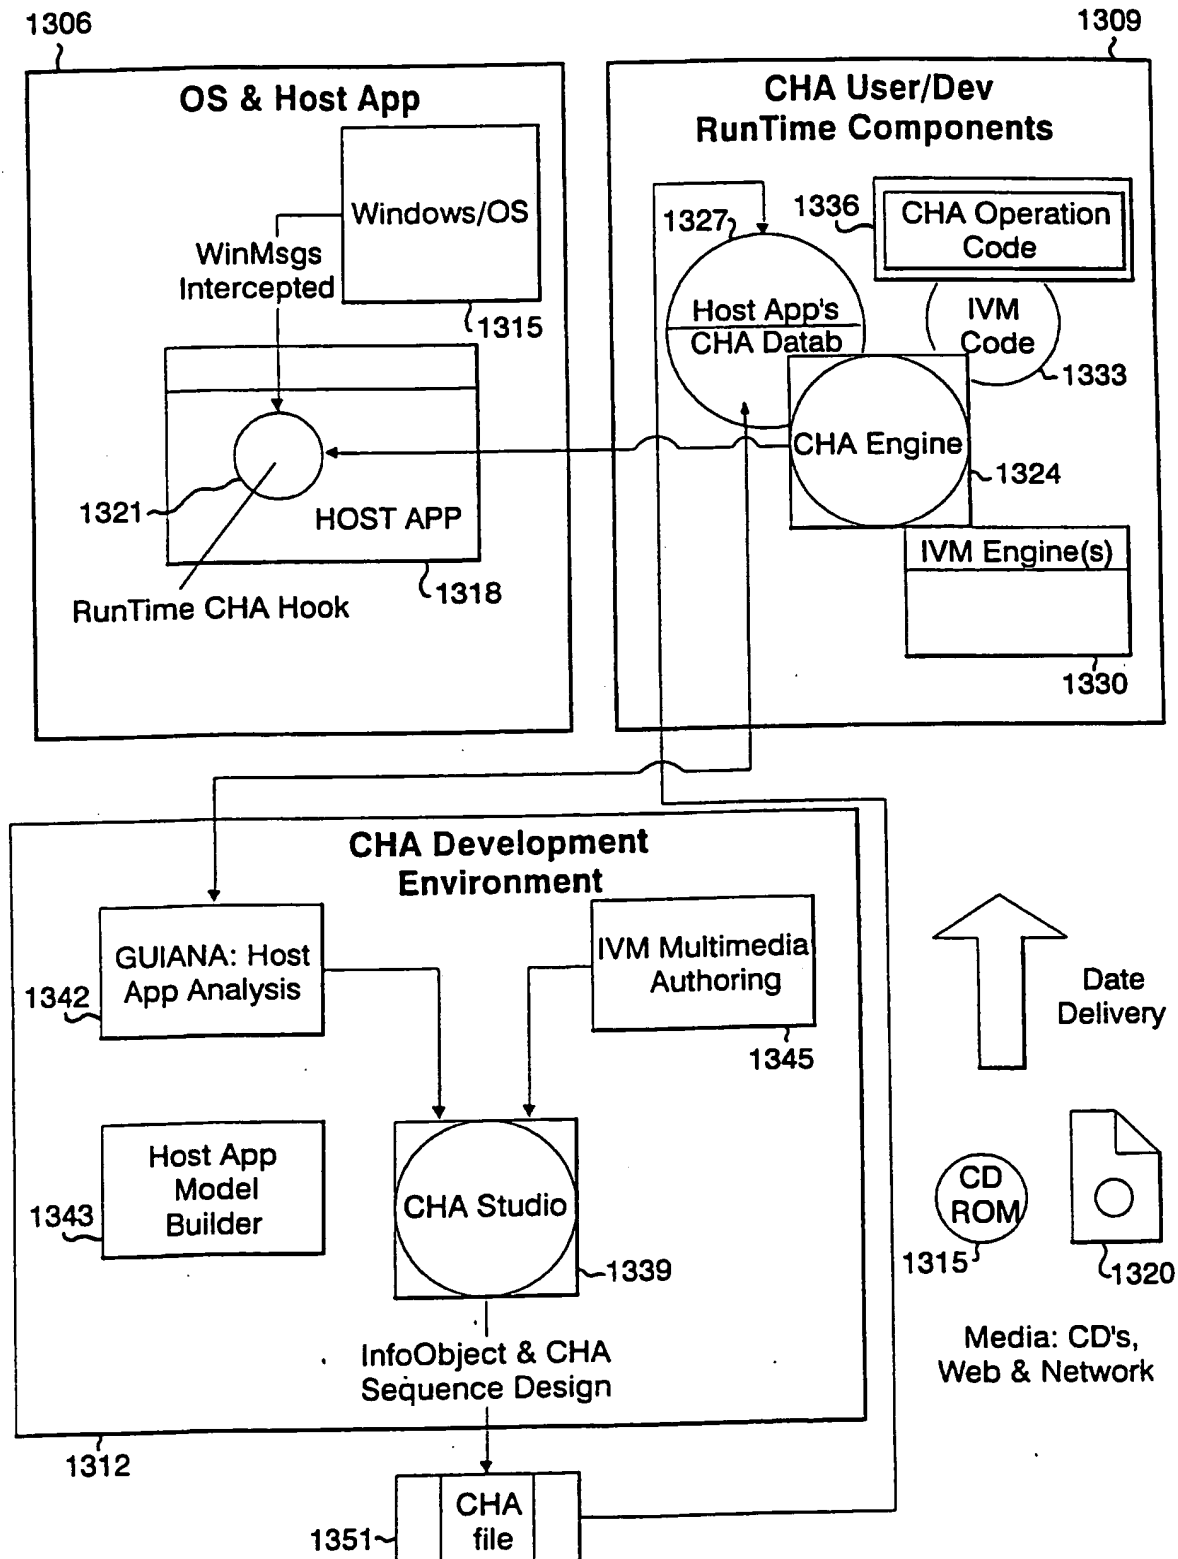 1306
1309
OS & Host App
Windows/OS
WinMsgs
Intercepted
1315
1321
HOST APP
1318
RunTime CHA Hook
CHA User/Dev
RunTime Components
1327
1336
CHA Operation
Code
Host App's
CHA Datab
IVM
Code
1333
CHA Engine
1324
IVM Engine(s)
1330
CHA Development
Environment
GUIANA: Host
App Analysis
1342
IVM Multimedia
Authoring
1345
Host App
Model
Builder
1343
CHA Studio
1339
InfoObject & CHA
Sequence Design
1312
CHA
file
1351
Date
Delivery
CD
ROM
1315
1320
Media: CD's,
Web & Network